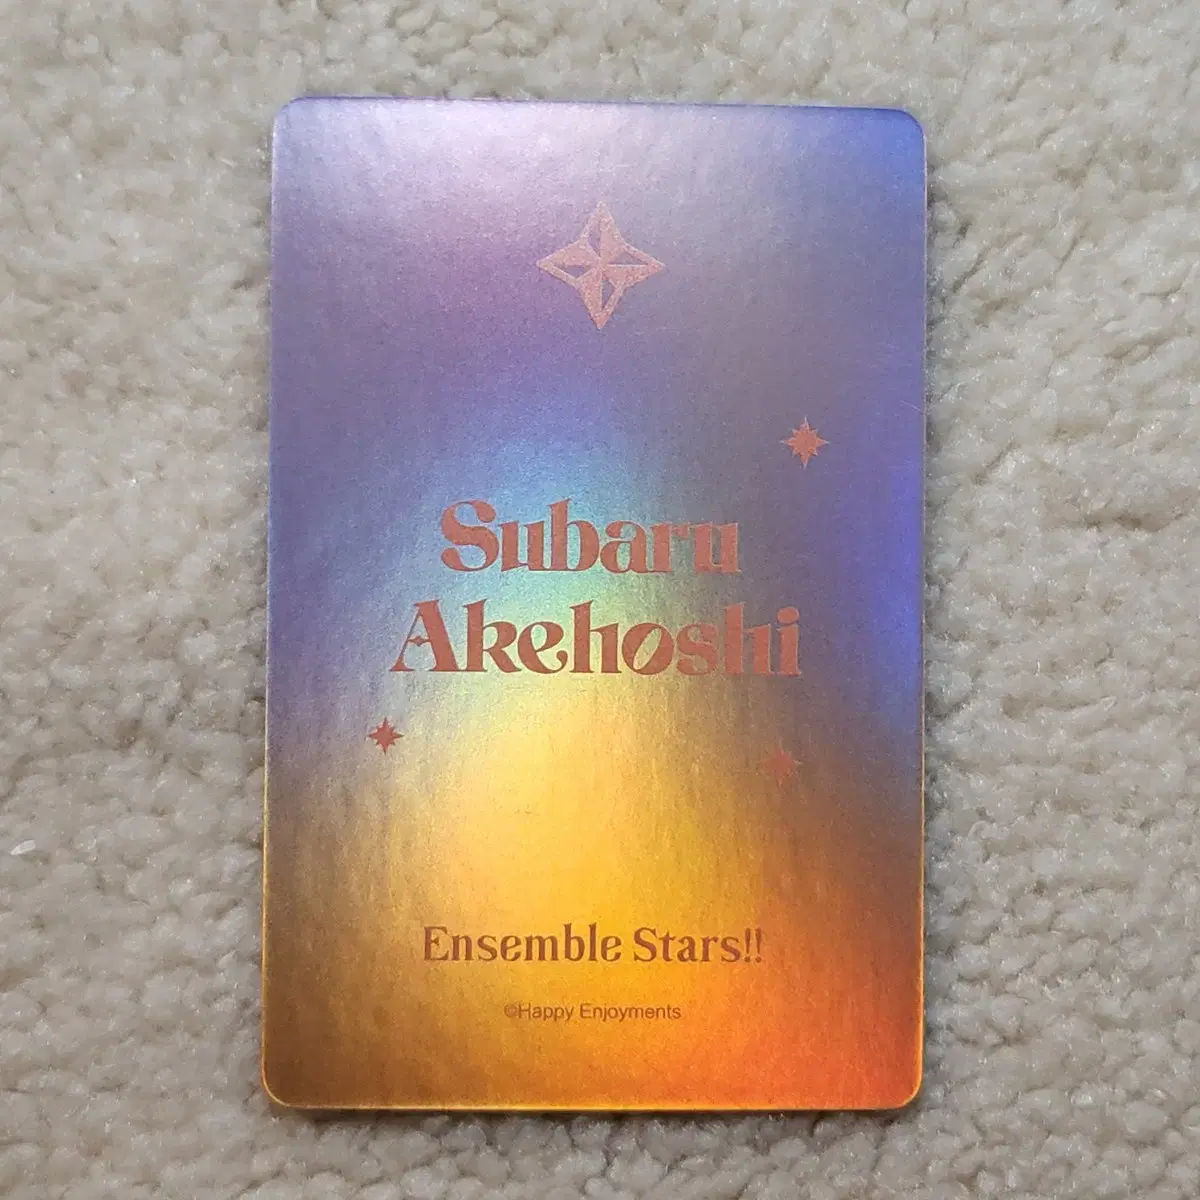 Subaru
Akehoshi
Ensemble Stars!!
©Happy Enjoyments